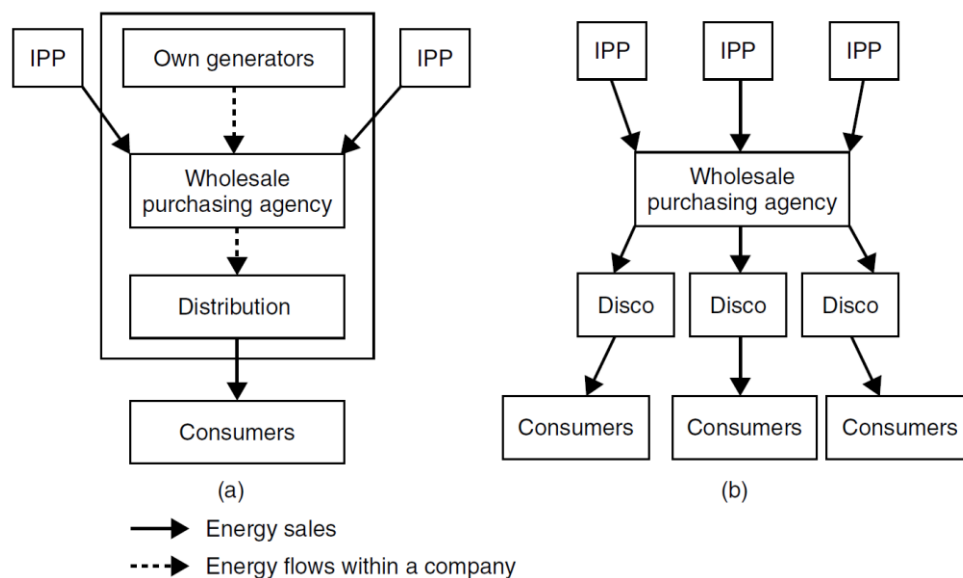 IPP
Own generators
IPP
Wholesale
purchasing agency
Distribution
Consumers
(a)
IPP
IPP
IPP
Wholesale
purchasing agency
Disco
Disco
Disco
Consumers
Consumers
Consumers
(b)
Energy sales
Energy flows within a company